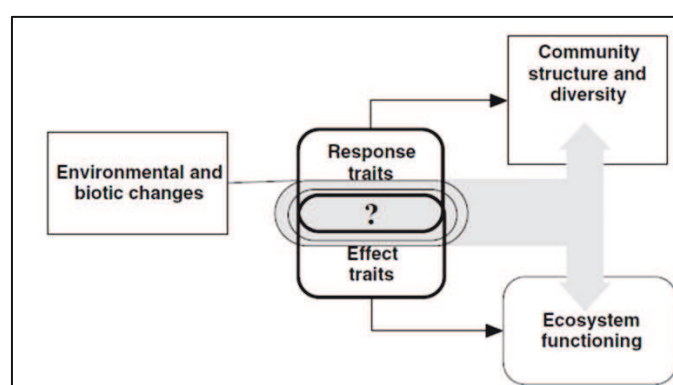 Community
structure and
diversity
Environmental and
biotic changes
Response
traits
?
Effect
traits
Ecosystem
functioning